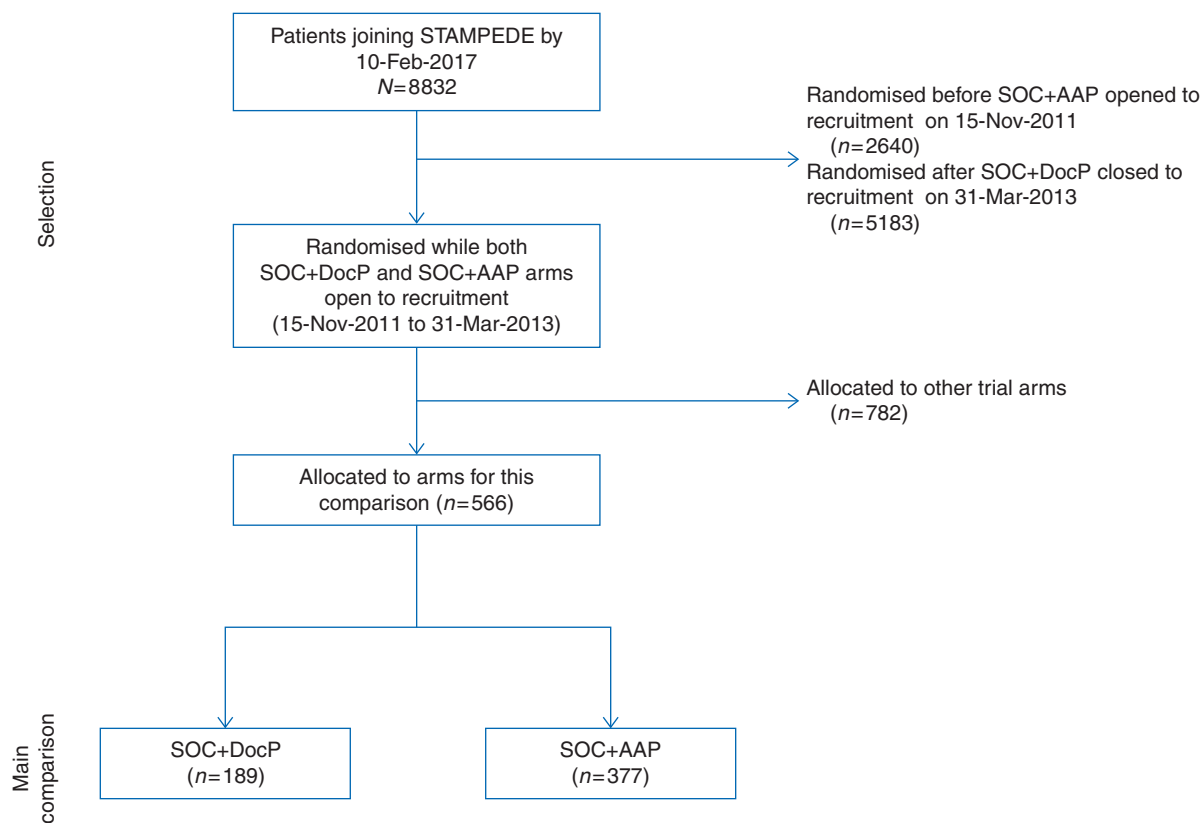 Patients joining STAMPEDE by
10-Feb-2017
N=8832
Randomised before SOC+AAP opened to
recruitment on 15-Nov-2011
(n=2640)
Randomised after SOC+DocP closed to
recruitment on 31-Mar-2013
(n=5183)
Selection
Randomised while both
SOC+DocP and SOC+AAP arms
open to recruitment
(15-Nov-2011 to 31-Mar-2013)
Allocated to other trial arms
(n=782)
Allocated to arms for this
comparison (n=566)
Main
comparison
SOC+DocP
(n=189)
SOC+AAP
(n=377)